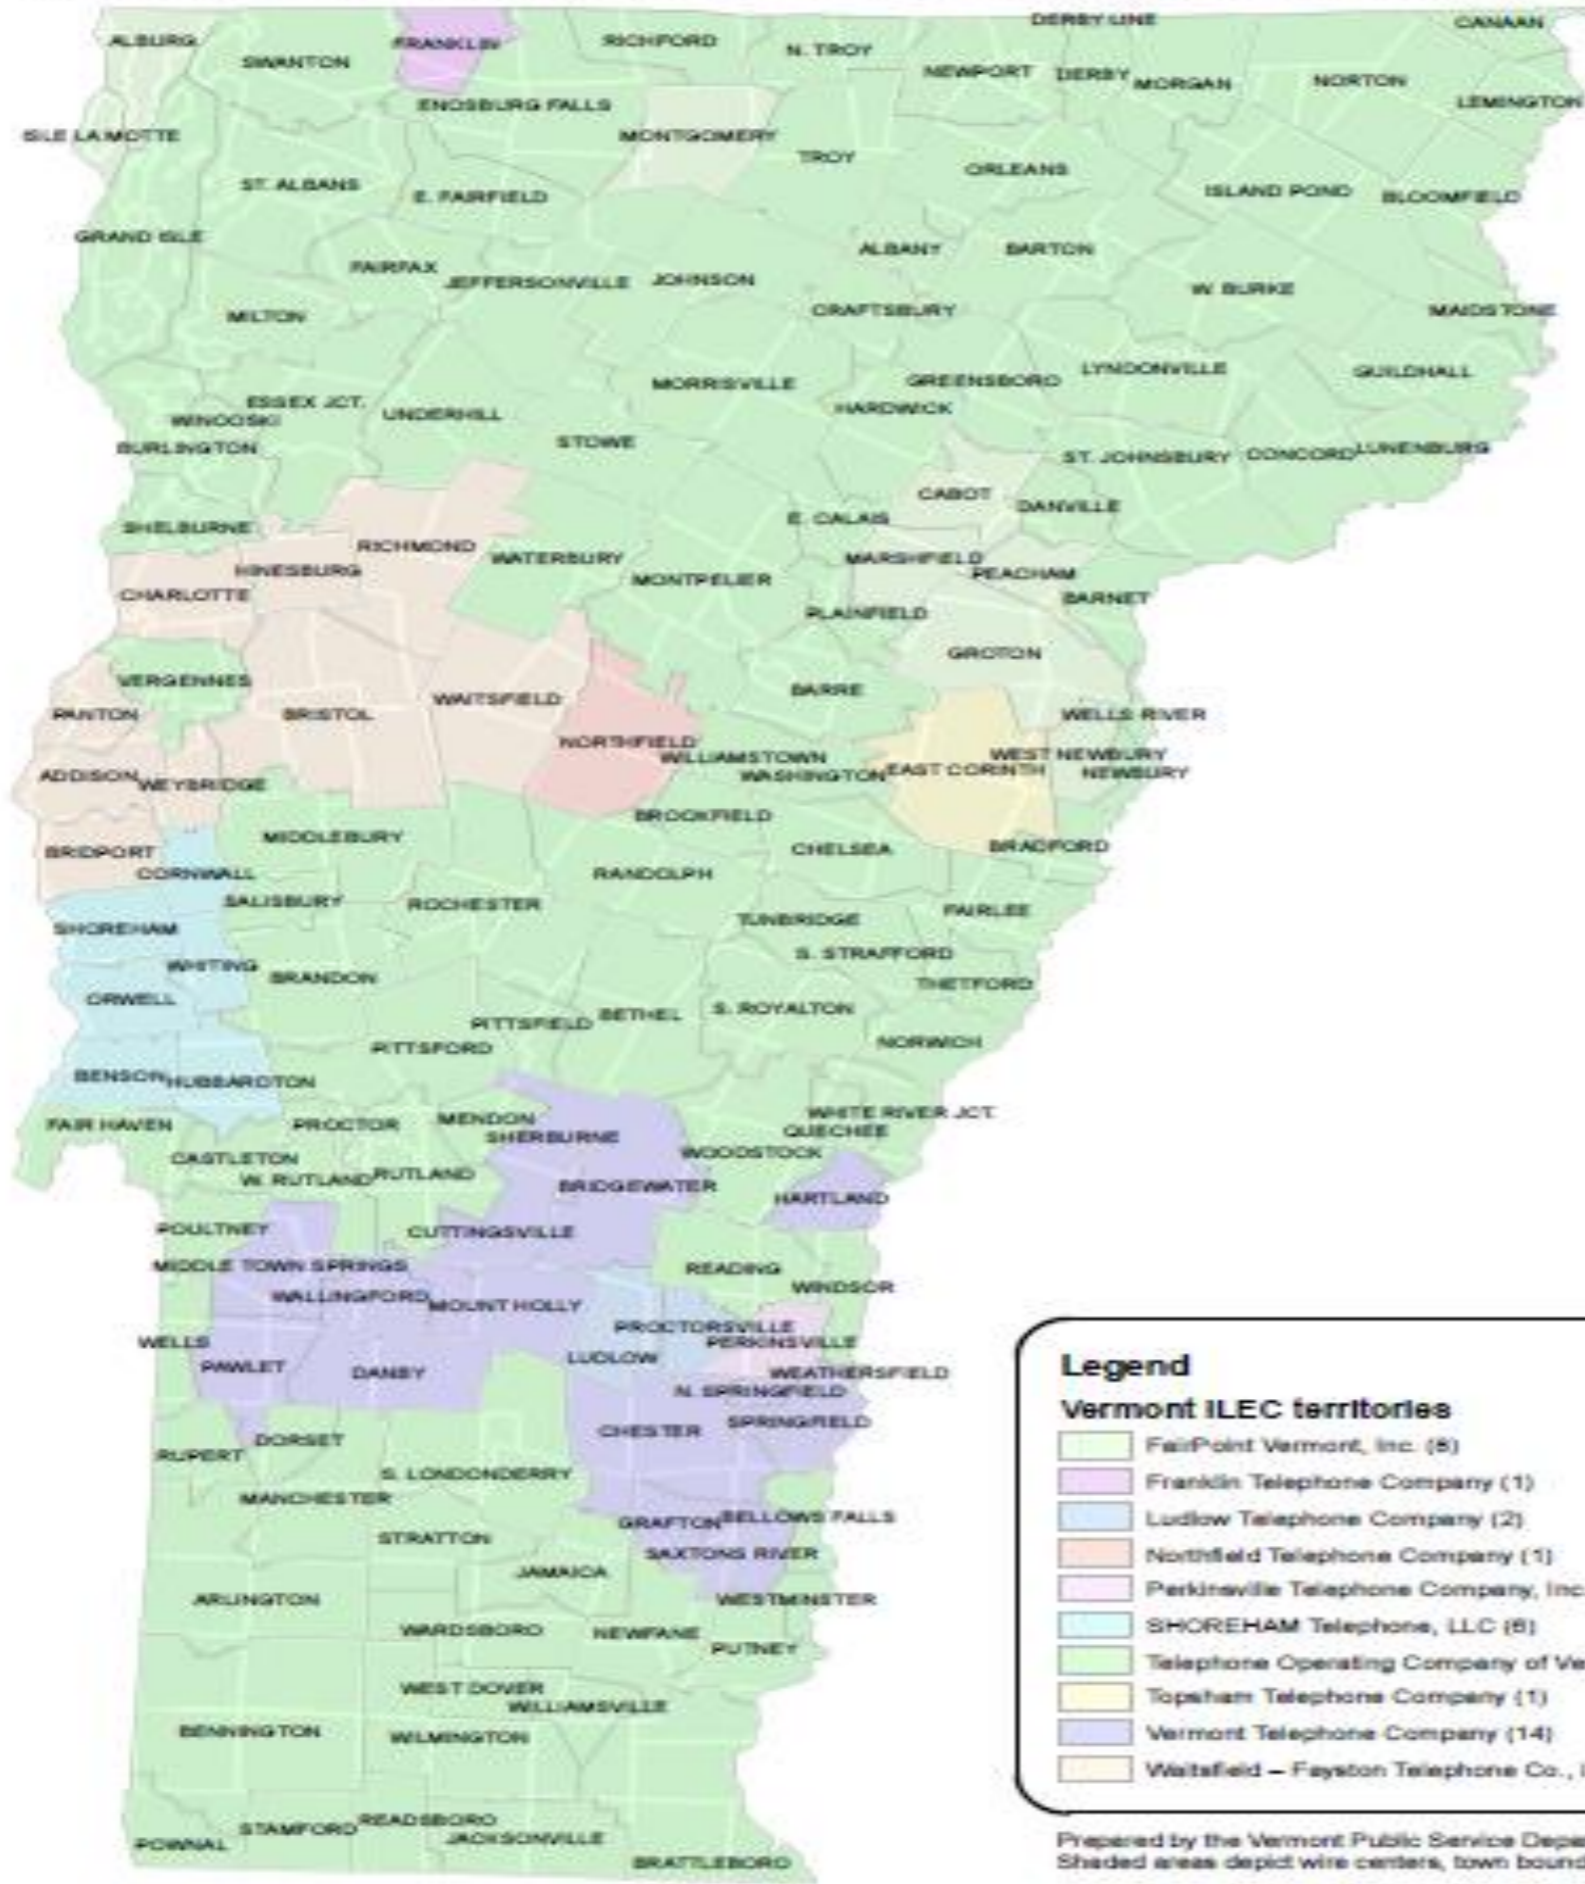 DERBY LINE
CANAAN
ALBURG
FRANKLIN
RICHFORD
N. TROY
SWANTON
NEWPORT
DERBY
MORGAN
NORTON
ENOSBURG FALLS
LEMINGTON
ISLE LA MOTTE
MONTGOMERY
TROY
ORLEANS
ST. ALBANS
E. FAIRFIELD
ISLAND POND
BLOOMFIELD
GRAND ISLE
ALBANY
BARTON
FAIRFAX
JEFFERSONVILLE
JOHNSON
W. BURKE
MILTON
CRAFTSBURY
MAIDSTONE
MORRISVILLE
GREENSBORO
LYNDONVILLE
GUILDHALL
ESSEX JCT.
WINOOSKI
UNDERHILL
HARDWICK
BURLINGTON
STOWE
ST. JOHNSBURY
CONCORD
LUNENBURG
CABOT
DANVILLE
SHELBURNE
E. CALAIS
RICHMOND
WATERBURY
MARSHFIELD
HINESBURG
MONTPELIER
PEACHAM
CHARLOTTE
PLAINFIELD
BARNET
GROTON
VERGENNES
WAITSFIELD
BARRE
PANTON
BRISTOL
WELLS RIVER
NORTHFIELD
WILLIAMSTOWN
WEST NEWBURY
ADDISON
WEYBRIDGE
WASHINGTON
EAST CORINTH
NEWBURY
BROOKFIELD
MIDDLEBURY
BRIDPORT
CHELSEA
BRADFORD
CORNWALL
RANDOLPH
SALISBURY
ROCHESTER
TUNBRIDGE
FAIRLEE
SHOREHAM
S. STRAFFORD
WHITING
BRANDON
THETFORD
ORWELL
PITTSFIELD
BETHEL
S. ROYALTON
PITTSFORD
NORWICH
BENSON
HUBBARDTON
FAIR HAVEN
PROCTOR
MENDON
WHITE RIVER JCT.
SHERBURNE
QUECHEE
CASTLETON
WOODSTOCK
W. RUTLAND
RUTLAND
BRIDGEWATER
HARTLAND
POULTNEY
CUTTINGSVILLE
MIDDLE TOWN SPRINGS
READING
WINDSOR
WALLINGFORD
MOUNT HOLLY
PROCTORSVILLE
WELLS
PERKINSVILLE
PAWLET
DANBY
LUDLOW
WEATHERSFIELD
N. SPRINGFIELD
CHESTER
SPRINGFIELD
DORSET
RUPERT
S. LONDONDERRY
MANCHESTER
GRAFTON
BELLOWS FALLS
STRATTON
SAXTONS RIVER
JAMAICA
ARLINGTON
WESTMINSTER
WARDSBORO
NEWFANE
PUTNEY
WEST DOVER
WILLIAMSVILLE
BENNINGTON
WILMINGTON
STAMFORD
READSBORO
POWNAL
JACKSONVILLE
BRATTLEBORO
Legend
Vermont ILEC territories
FairPoint Vermont, Inc. (8)
Franklin Telephone Company (1)
Ludlow Telephone Company (2)
Northfield Telephone Company (1)
Perkinsville Telephone Company, Inc.
SHOREHAM Telephone, LLC (6)
Telephone Operating Company of Ve
Topsham Telephone Company (1)
Vermont Telephone Company (14)
Waitsfield – Fayston Telephone Co.,
Prepared by the Vermont Public Service Depa
Shaded areas depict wire centers, town bound